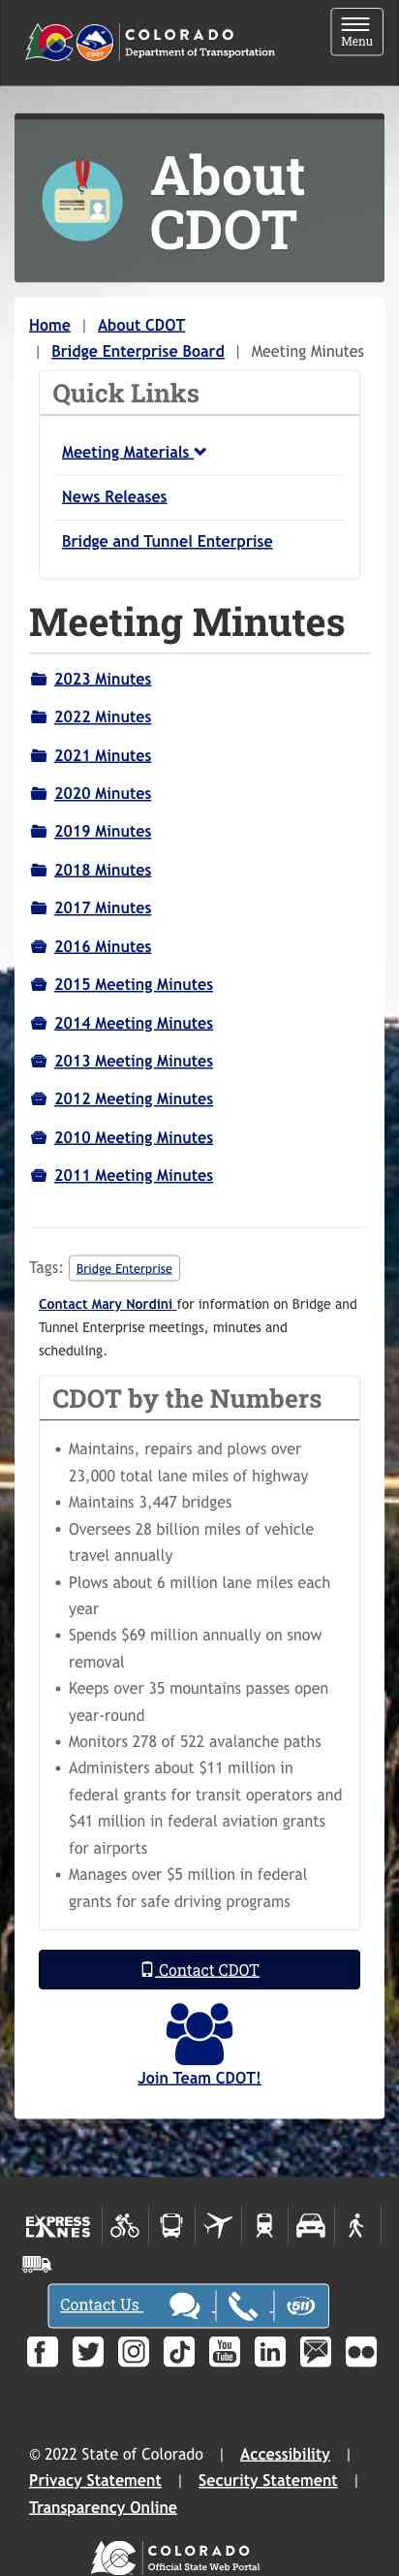 COLORADO
Department of Transportation
Menu
CDOT
About
CDOT
Home | About CDOT
| Bridge Enterprise Board | Meeting Minutes
Quick Links
Meeting Materials
News Releases
Bridge and Tunnel Enterprise
Meeting Minutes
2023 Minutes
2022 Minutes
2021 Minutes
2020 Minutes
2019 Minutes
2018 Minutes
2017 Minutes
2016 Minutes
2015 Meeting Minutes
2014 Meeting Minutes
2013 Meeting Minutes
2012 Meeting Minutes
2010 Meeting Minutes
2011 Meeting Minutes
Tags: Bridge Enterprise
Contact Mary Nordini for information on Bridge and
Tunnel Enterprise meetings, minutes and
scheduling.
CDOT by the Numbers
• Maintains, repairs and plows over
23,000 total lane miles of highway
• Maintains 3,447 bridges
• Oversees 28 billion miles of vehicle
travel annually
• Plows about 6 million lane miles each
year
• Spends $69 million annually on snow
removal
• Keeps over 35 mountains passes open
year-round
• Monitors 278 of 522 avalanche paths
• Administers about $11 million in
federal grants for transit operators and
$41 million in federal aviation grants
for airports
• Manages over $5 million in federal
grants for safe driving programs
Contact CDOT
Join Team CDOT!
EXPRESS
LANES
Contact Us
511
You
Tube
in
© 2022 State of Colorado | Accessibility |
Privacy Statement | Security Statement |
Transparency Online
COLORADO
Official State Web Portal